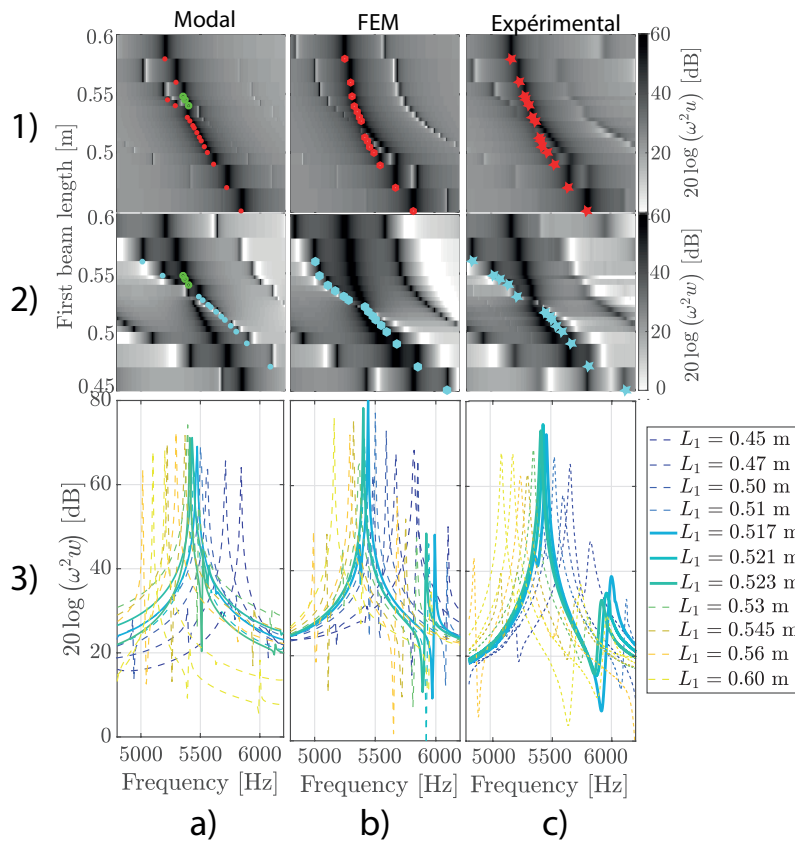 Modal FEM Expérimental
1)
0.6
0.55
0.5
60
40
20
0
20 log (ω²u) [dB]
First beam length [m]
2)
0.6
0.55
0.5
0.45
60
40
20
0
20 log (ω²w) [dB]
3)
80
60
40
20
0
20 log (ω²w) [dB]
L₁ = 0.45 m
L₁ = 0.47 m
L₁ = 0.50 m
L₁ = 0.51 m
L₁ = 0.517 m
L₁ = 0.521 m
L₁ = 0.523 m
L₁ = 0.53 m
L₁ = 0.545 m
L₁ = 0.56 m
L₁ = 0.60 m
5000 5500 6000 5000 5500 6000 5000 5500 6000
Frequency [Hz] Frequency [Hz] Frequency [Hz]
a) b) c)